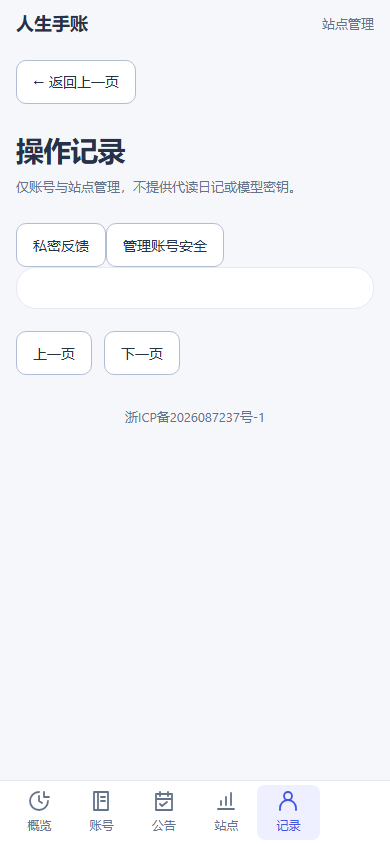 人生手账 站点管理
← 返回上一页
操作记录
仅账号与站点管理，不提供代读日记或模型密钥。
私密反馈 管理账号安全
上一页 下一页
浙ICP备2026087237号-1
概览 账号 公告 站点 记录